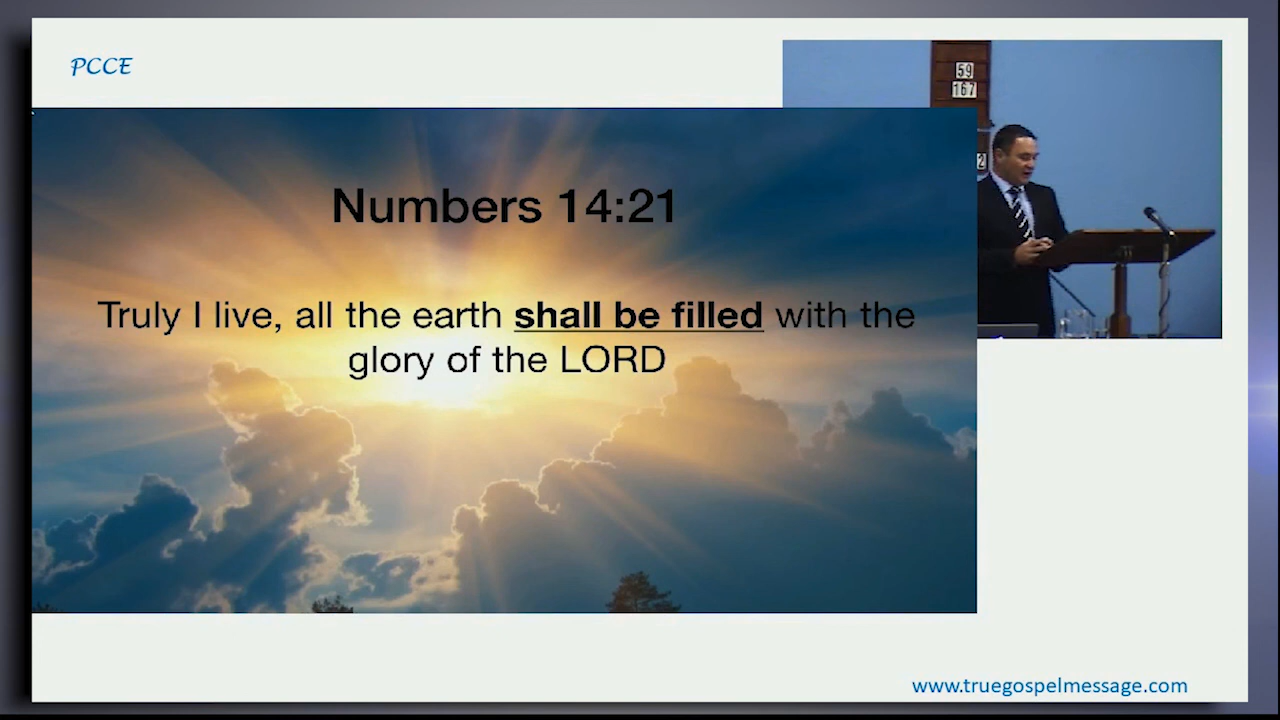 PCCE
59
167
2
Numbers 14:21
Truly I live, all the earth shall be filled with the
glory of the LORD
www.truegospelmessage.com